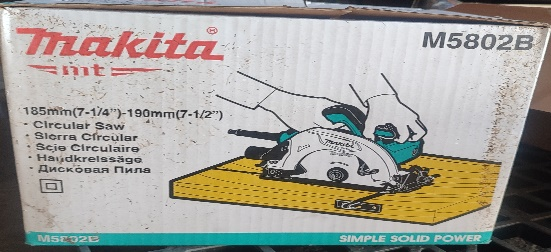 Makita®
mt
M5802B
185mm(7-1/4")-190mm(7-1/2")
· Circular Saw
· Sierra Circular
· Scie Circulaire
· Handkreissäge
· Дисковая Пила
Makita
M5802B
SIMPLE SOLID POWER